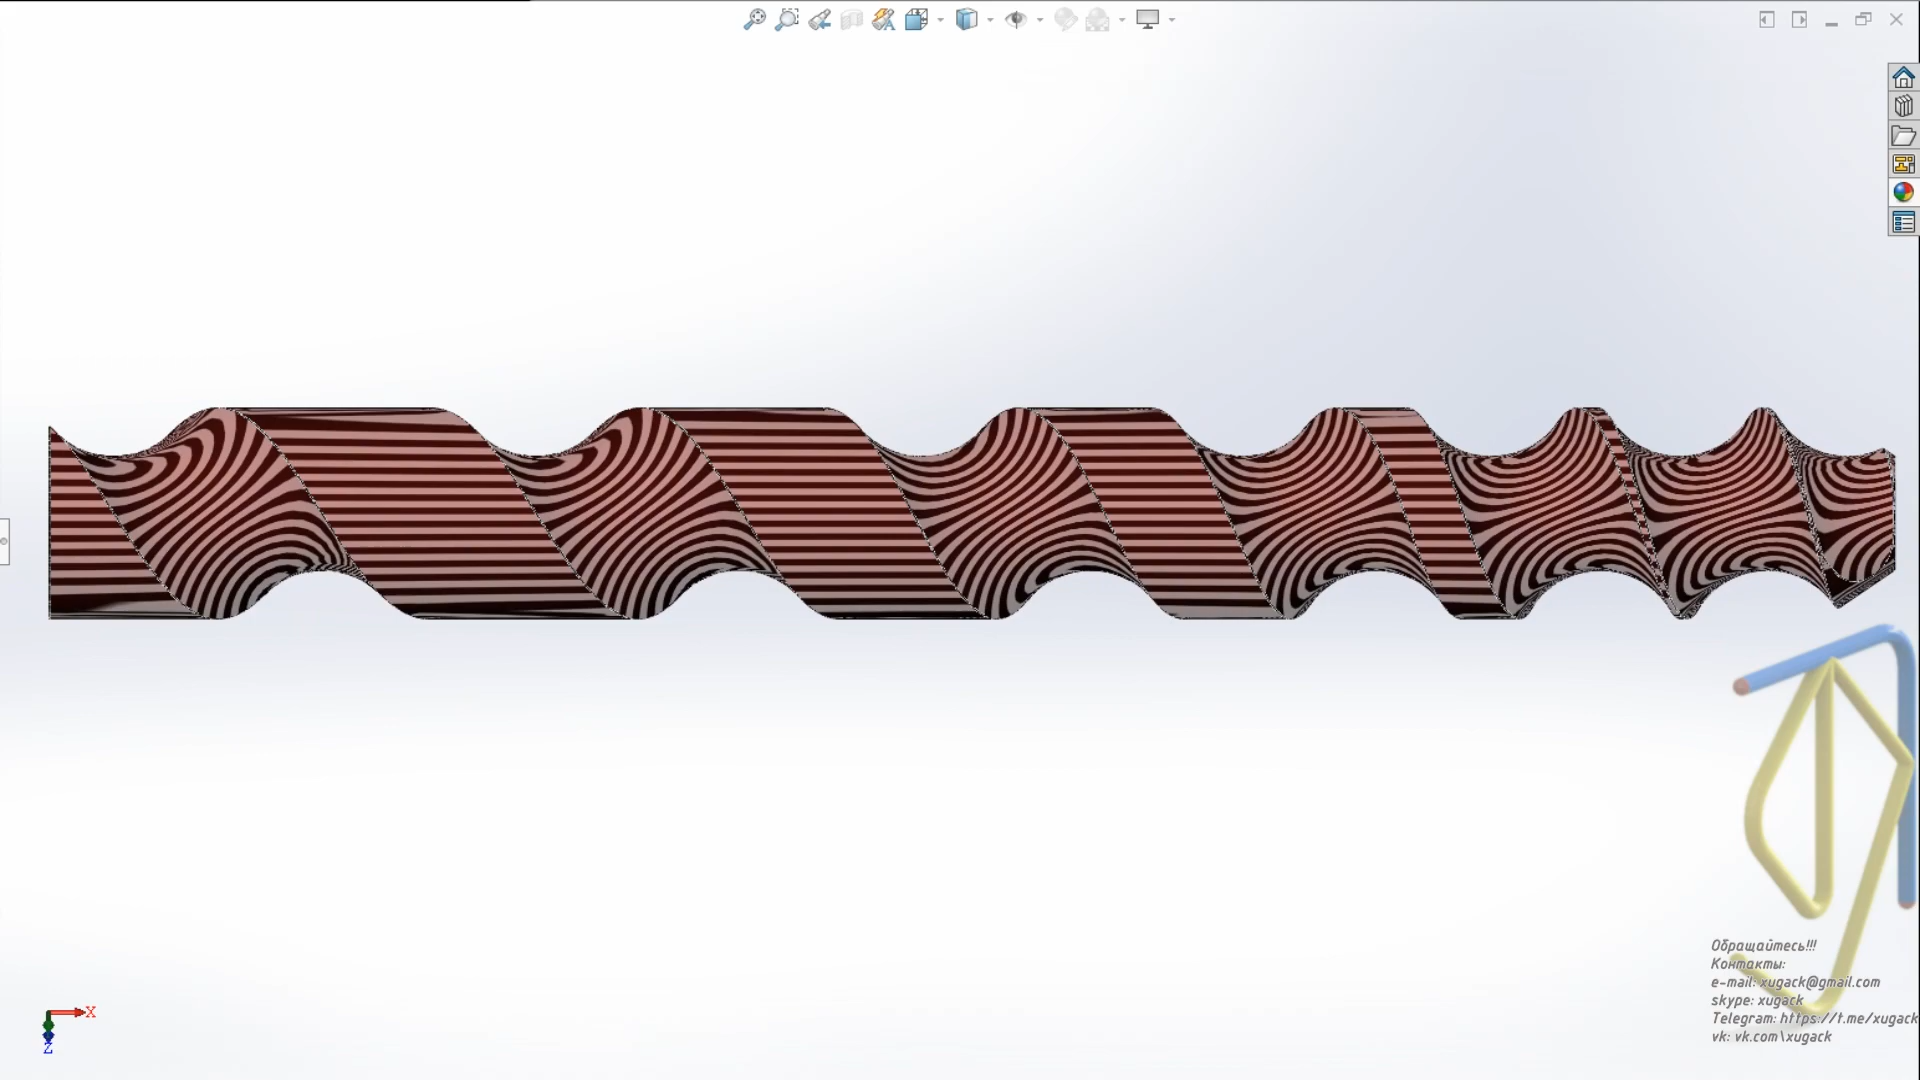 X
Z
Обращайтесь!!!
Контакты:
e-mail: xugack@gmail.com
skype: xugack
Telegram: https://t.me/xugack
vk: vk.com\xugack